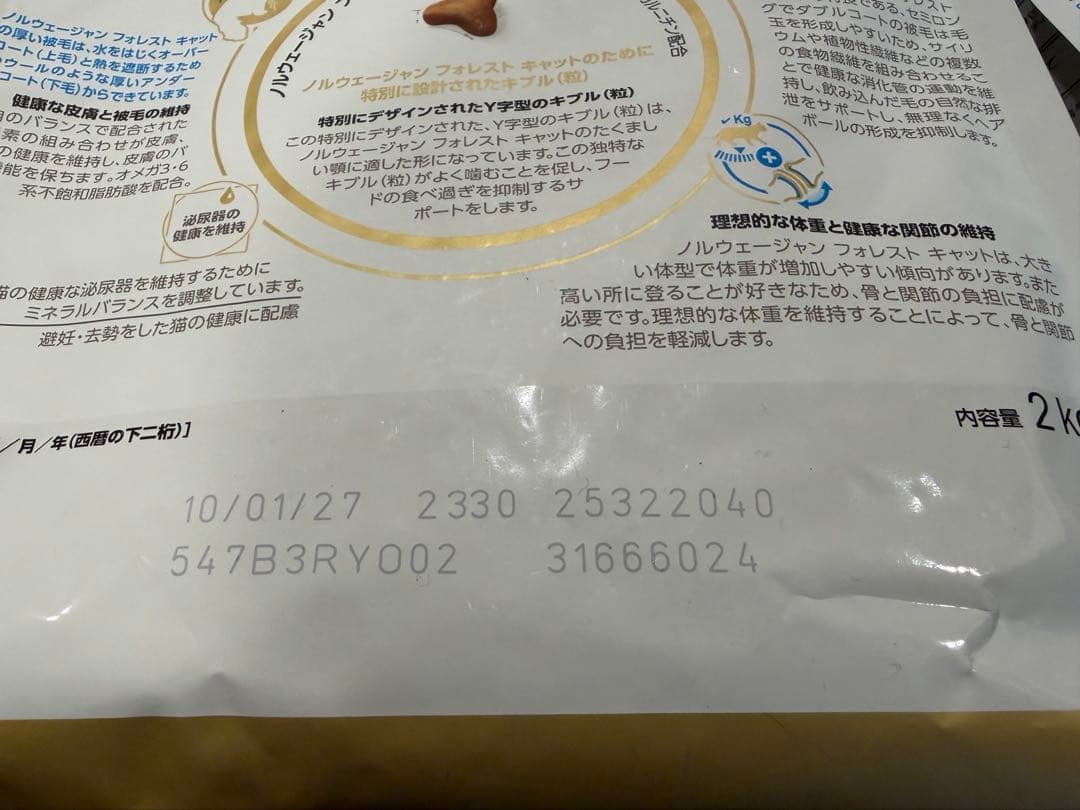 ノルウェージャン フォレスト キャット
の厚い被毛は、水をはじくオーバー
コート(上毛)と熱を遮断するため
ウールのような厚いアンダー
コート(下毛)からできています。
健康な皮膚と被毛の維持
のバランスで配合された
素の組み合わせが皮膚、
の健康を維持し、皮膚のバ
能を保ちます。オメガ3・6
系不飽和脂肪酸を配合。
泌尿器の
健康を維持
猫の健康な泌尿器を維持するために
ミネラルバランスを調整しています。
避妊・去勢をした猫の健康に配慮
ノルウェージャン フ
ルニチン配合
ノルウェージャン フォレスト キャットのために
特別に設計されたキブル(粒)
特別にデザインされたY字型のキブル(粒)
この特別にデザインされた、Y字型のキブル(粒)は、
ノルウェージャン フォレスト キャットのたくまし
い顎に適した形になっています。この独特な
キブル(粒)がよく噛むことを促し、フー
ドの食べ過ぎを抑制するサ
ポートをします。
である、セミロン
グでダブルコートの被毛は毛
玉を形成しやすいため、サイリ
ウムや植物性繊維などの複数
の食物繊維を組み合わせるこ
とで健康な消化管の運動を維
持し、飲み込んだ毛の自然な排
泄をサポートし、無理なくヘア
ボールの形成を抑制します。
Kg
理想的な体重と健康な関節の維持
ノルウェージャン フォレスト キャットは、大き
い体型で体重が増加しやすい傾向があります。また
高い所に登ることが好きなため、骨と関節の負担に配慮が
必要です。理想的な体重を維持することによって、骨と関節
への負担を軽減します。
/月/年(西暦の下二桁)]
内容量 2k
10/01/27 2330 25322040
547B3RY002 31666024